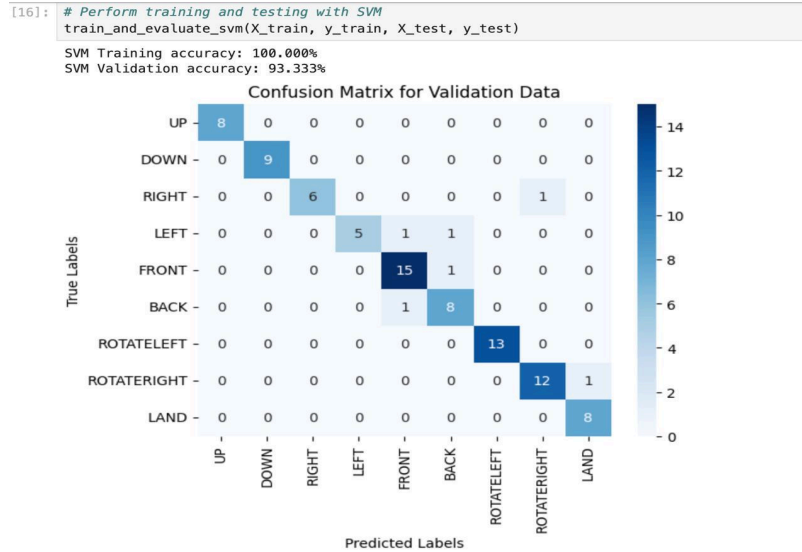 [16]: # Perform training and testing with SVM
train_and_evaluate_svm(X_train, y_train, X_test, y_test)
SVM Training accuracy: 100.000%
SVM Validation accuracy: 93.333%
Confusion Matrix for Validation Data
True Labels
UP 8 0 0 0 0 0 0 0 0
DOWN 0 9 0 0 0 0 0 0 0
RIGHT 0 0 6 0 0 0 0 1 0
LEFT 0 0 0 5 1 1 0 0 0
FRONT 0 0 0 0 15 1 0 0 0
BACK 0 0 0 0 1 8 0 0 0
ROTATELEFT 0 0 0 0 0 0 13 0 0
ROTATERIGHT 0 0 0 0 0 0 0 12 1
LAND 0 0 0 0 0 0 0 0 8
UP DOWN RIGHT LEFT FRONT BACK ROTATELEFT ROTATERIGHT LAND
Predicted Labels
14
12
10
8
6
4
2
0